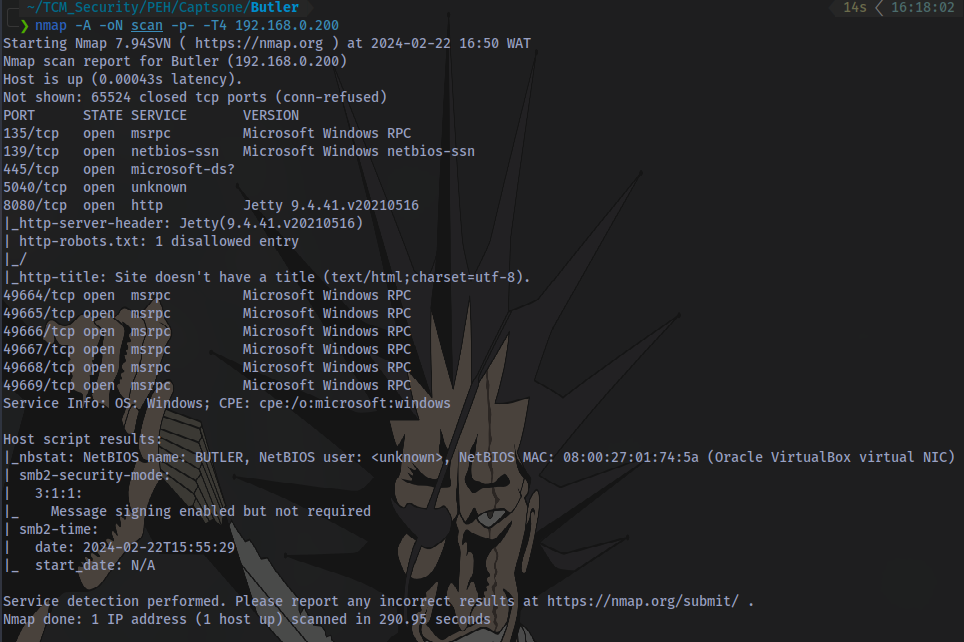 ~/TCM_Security/PEH/Captsone/Butler 14s 16:18:02
❯ nmap -A -oN scan -p- -T4 192.168.0.200
Starting Nmap 7.94SVN ( https://nmap.org ) at 2024-02-22 16:50 WAT
Nmap scan report for Butler (192.168.0.200)
Host is up (0.00043s latency).
Not shown: 65524 closed tcp ports (conn-refused)
PORT      STATE SERVICE       VERSION
135/tcp   open  msrpc         Microsoft Windows RPC
139/tcp   open  netbios-ssn   Microsoft Windows netbios-ssn
445/tcp   open  microsoft-ds?
5040/tcp  open  unknown
8080/tcp  open  http          Jetty 9.4.41.v20210516
|_http-server-header: Jetty(9.4.41.v20210516)
| http-robots.txt: 1 disallowed entry
|_/
|_http-title: Site doesn't have a title (text/html;charset=utf-8).
49664/tcp open  msrpc         Microsoft Windows RPC
49665/tcp open  msrpc         Microsoft Windows RPC
49666/tcp open  msrpc         Microsoft Windows RPC
49667/tcp open  msrpc         Microsoft Windows RPC
49668/tcp open  msrpc         Microsoft Windows RPC
49669/tcp open  msrpc         Microsoft Windows RPC
Service Info: OS: Windows; CPE: cpe:/o:microsoft:windows
Host script results:
|_nbstat: NetBIOS name: BUTLER, NetBIOS user: <unknown>, NetBIOS MAC: 08:00:27:01:74:5a (Oracle VirtualBox virtual NIC)
| smb2-security-mode:
|   3:1:1:
|_    Message signing enabled but not required
| smb2-time:
|   date: 2024-02-22T15:55:29
|_  start_date: N/A
Service detection performed. Please report any incorrect results at https://nmap.org/submit/ .
Nmap done: 1 IP address (1 host up) scanned in 290.95 seconds